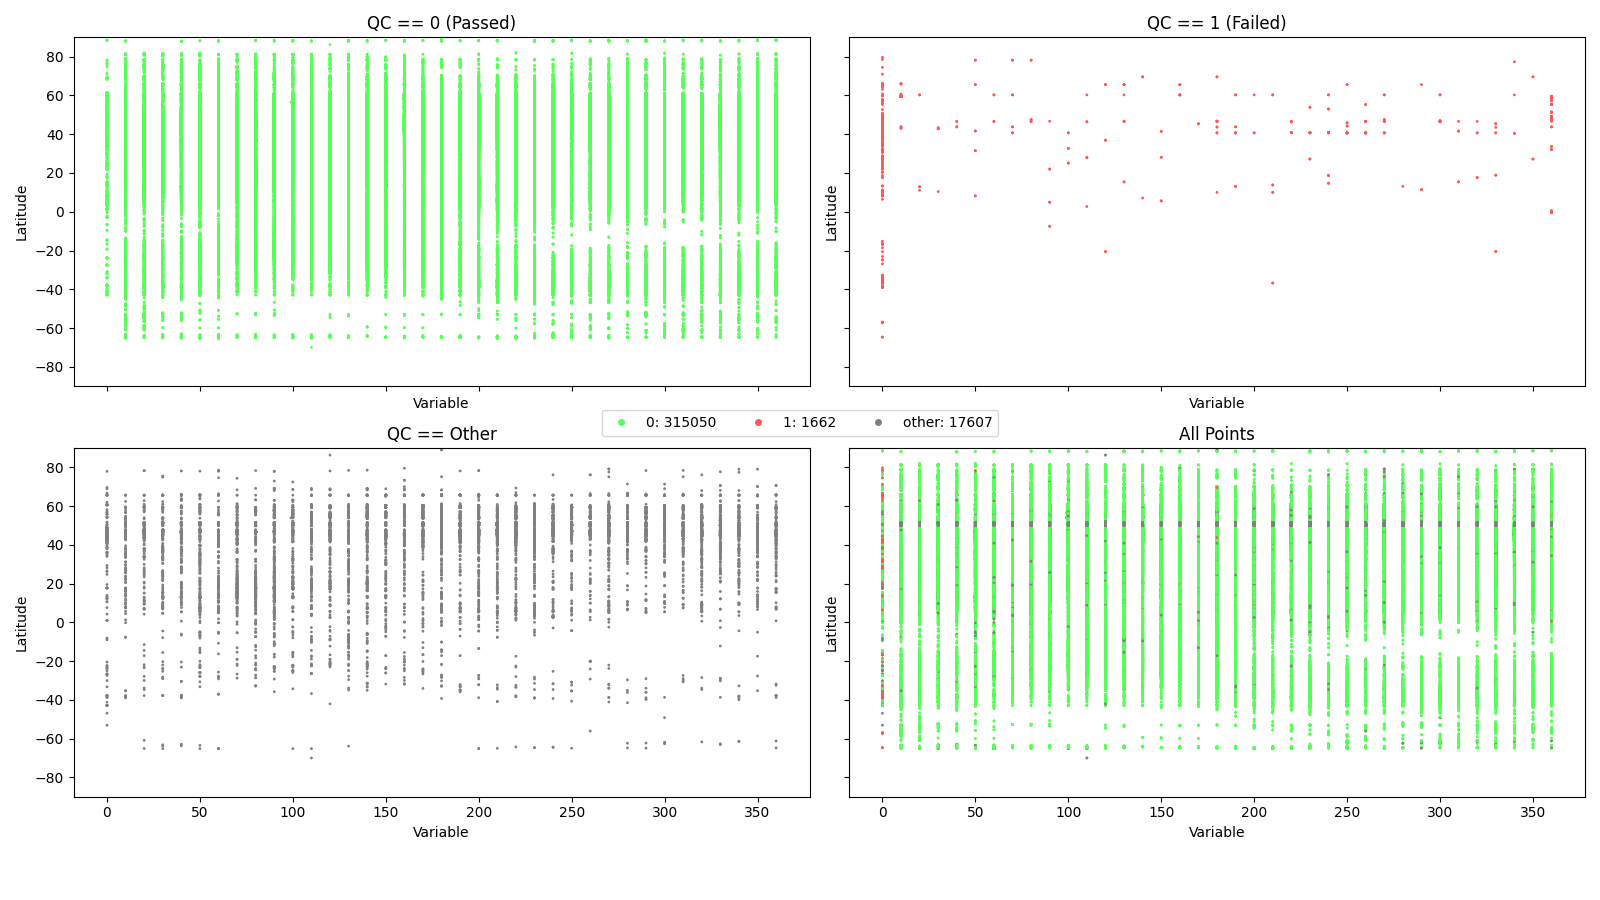 QC == 0 (Passed)
QC == 1 (Failed)
80
60
40
20
0
−20
−40
−60
−80
Latitude
Latitude
Variable
Variable
0: 315050
1: 1662
other: 17607
QC == Other
All Points
80
60
40
20
0
−20
−40
−60
−80
Latitude
Latitude
0 50 100 150 200 250 300 350
0 50 100 150 200 250 300 350
Variable
Variable